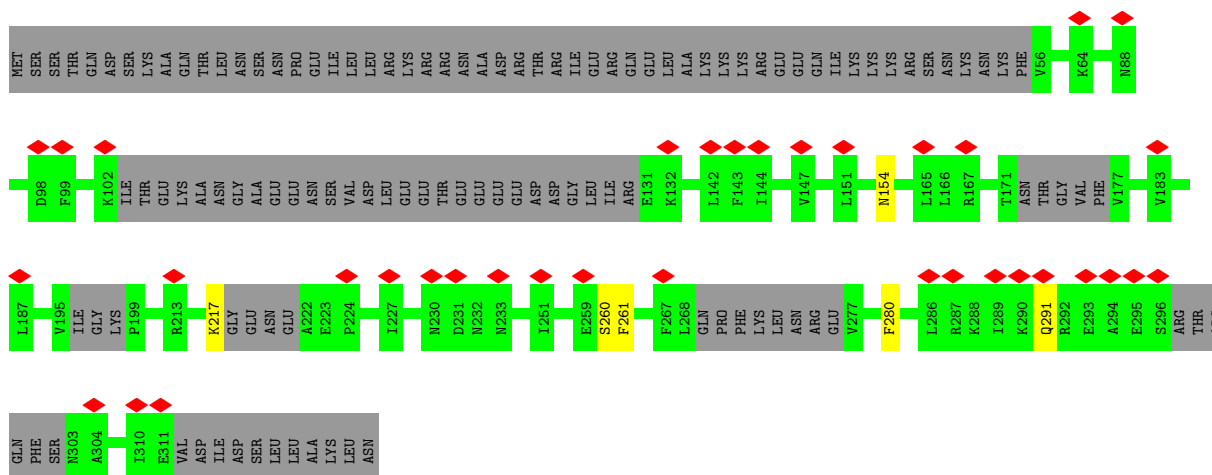 MET SER SER THR GLN ASP SER LYS ALA GLN THR LEU ASN SER ASN PRO GLU ILE LEU LEU ARG LYS ARG ARG ASN ALA ASP ARG THR ARG ILE GLU ARG GLN GLU LEU ALA LYS LYS LYS ARG GLU GLU GLN ILE LYS LYS LYS ARG SER ASN LYS ASN LYS PHE V56 K64 N88
D98 F99 K102 ILE THR GLU LYS ALA ASN GLY ALA GLU GLU ASN SER VAL ASP LEU GLU GLU THR GLU GLU GLU GLU ASP ASP GLY LEU ILE ARG E131 K132 L142 F143 I144 V147 L151 N154 L165 L166 R167 T171 ASN THR GLY VAL PHE V177 V183
L187 V195 ILE GLY LYS P199 R213 K217 GLY GLU ASN GLU A222 E223 P224 I227 N230 D231 N232 N233 I251 E259 S260 F261 F267 L268 GLN PRO PHE LYS LEU ASN ARG GLU V277 F280 L286 R287 K288 I289 K290 Q291 R292 E293 A294 E295 S296 ARG THR
GLN PHE SER N303 A304 I310 E311 VAL ASP ILE ASP SER LEU LEU ALA LYS LEU ASN